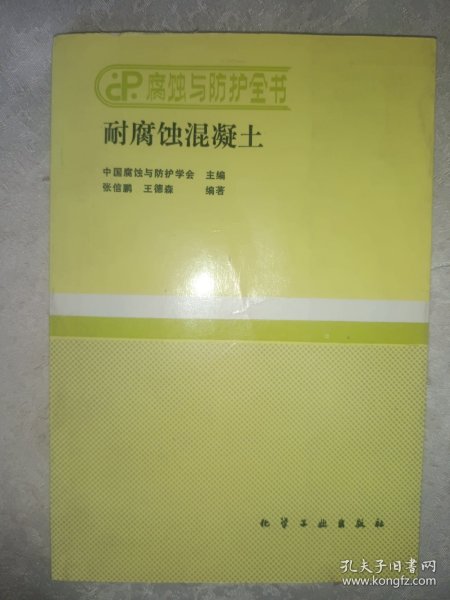 CP 腐蚀与防护全书
耐腐蚀混凝土
中国腐蚀与防护学会 主编
张信鹏 王德森 编著
化学工业出版社
孔夫子旧书网
www.kongfz.com